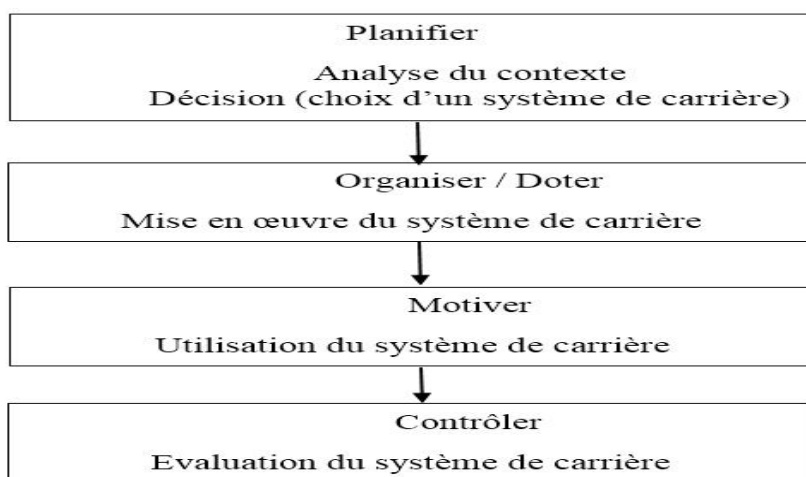 Planifier
Analyse du contexte
Décision (choix d’un système de carrière)
Organiser / Doter
Mise en œuvre du système de carrière
Motiver
Utilisation du système de carrière
Contrôler
Evaluation du système de carrière